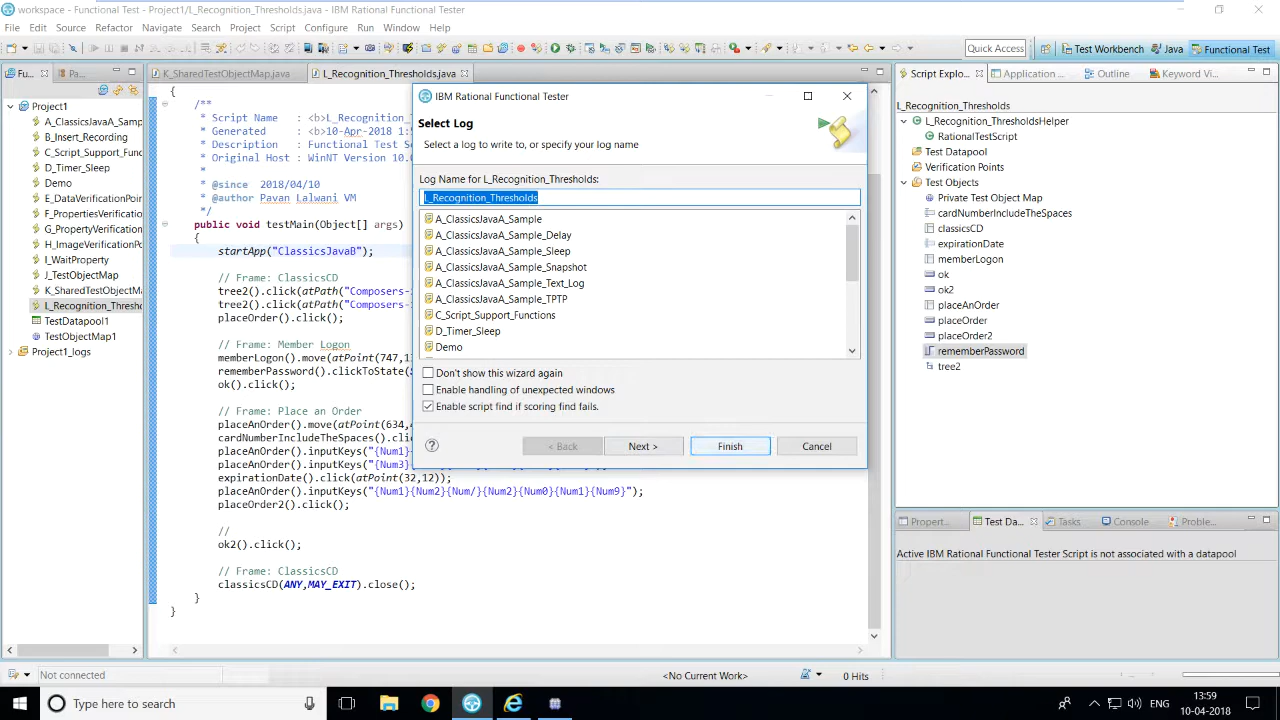 workspace - Functional Test - Project1/L_Recognition_Thresholds.java - IBM Rational Functional Tester
File Edit Source Refactor Navigate Search Project Script Configure Run Window Help
Quick Access Test Workbench Java Functional Test
Fu... Pa...
Project1
A_ClassicsJavaA_Samp
B_Insert_Recording
C_Script_Support_Func
D_Timer_Sleep
Demo
E_DataVerificationPoint
F_PropertiesVerification
G_PropertyVerification
H_ImageVerificationPo
I_WaitProperty
J_TestObjectMap
K_SharedTestObjectMa
L_Recognition_Thresho
TestDatapool1
TestObjectMap1
Project1_logs
K_SharedTestObjectMap.java L_Recognition_Thresholds.java
{
/**
* Script Name : <b>L_Recognition_T
* Generated : <b>10-Apr-2018 1:5
* Description : Functional Test S
* Original Host : WinNT Version 10.0
*
* @since 2018/04/10
* @author Pavan Lalwani VM
*/
public void testMain(Object[] args)
{
startApp("ClassicsJavaB");
// Frame: ClassicsCD
tree2().click(atPath("Composers-
tree2().click(atPath("Composers-
placeOrder().click();
// Frame: Member Logon
memberLogon().move(atPoint(747,1
rememberPassword().clickToState(S
ok().click();
// Frame: Place an Order
placeAnOrder().move(atPoint(634,4
cardNumberIncludeTheSpaces().clic
placeAnOrder().inputKeys("{Num1}
placeAnOrder().inputKeys("{Num3}
expirationDate().click(atPoint(32,12));
placeAnOrder().inputKeys("{Num1}{Num2}{Num/}{Num2}{Num0}{Num1}{Num9}");
placeOrder2().click();
//
ok2().click();
// Frame: ClassicsCD
classicsCD(ANY,MAY_EXIT).close();
}
}
IBM Rational Functional Tester
Select Log
Select a log to write to, or specify your log name
Log Name for L_Recognition_Thresholds:
L_Recognition_Thresholds
A_ClassicsJavaA_Sample
A_ClassicsJavaA_Sample_Delay
A_ClassicsJavaA_Sample_Sleep
A_ClassicsJavaA_Sample_Snapshot
A_ClassicsJavaA_Sample_Text_Log
A_ClassicsJavaA_Sample_TPTP
C_Script_Support_Functions
D_Timer_Sleep
Demo
Don't show this wizard again
Enable handling of unexpected windows
Enable script find if scoring find fails.
? < Back Next > Finish Cancel
Script Explo... Application ... Outline Keyword Vi...
L_Recognition_Thresholds
L_Recognition_ThresholdsHelper
RationalTestScript
Test Datapool
Verification Points
Test Objects
Private Test Object Map
cardNumberIncludeTheSpaces
classicsCD
expirationDate
memberLogon
ok
ok2
placeAnOrder
placeOrder
placeOrder2
rememberPassword
tree2
Propert... Test Da... Tasks Console Proble...
Active IBM Rational Functional Tester Script is not associated with a datapool
Not connected <No Current Work> 0 Hits
Type here to search
ENG
13:59
10-04-2018